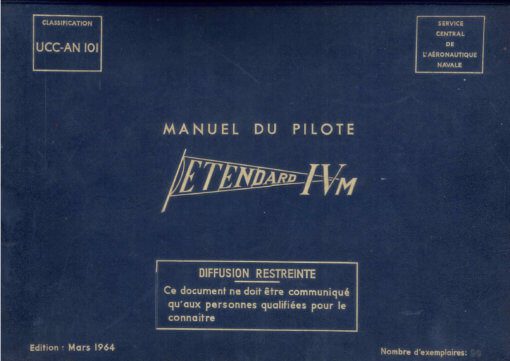 CLASSIFICATION
UCC-AN 101
SERVICE
CENTRAL
DE
L'AÉRONAUTIQUE
NAVALE
MANUEL DU PILOTE
ETENDARD IVM
DIFFUSION RESTREINTE
Ce document ne doit être communiqué
qu'aux personnes qualifiées pour le
connaitre
Edition : Mars 1964
Nombre d'exemplaires: